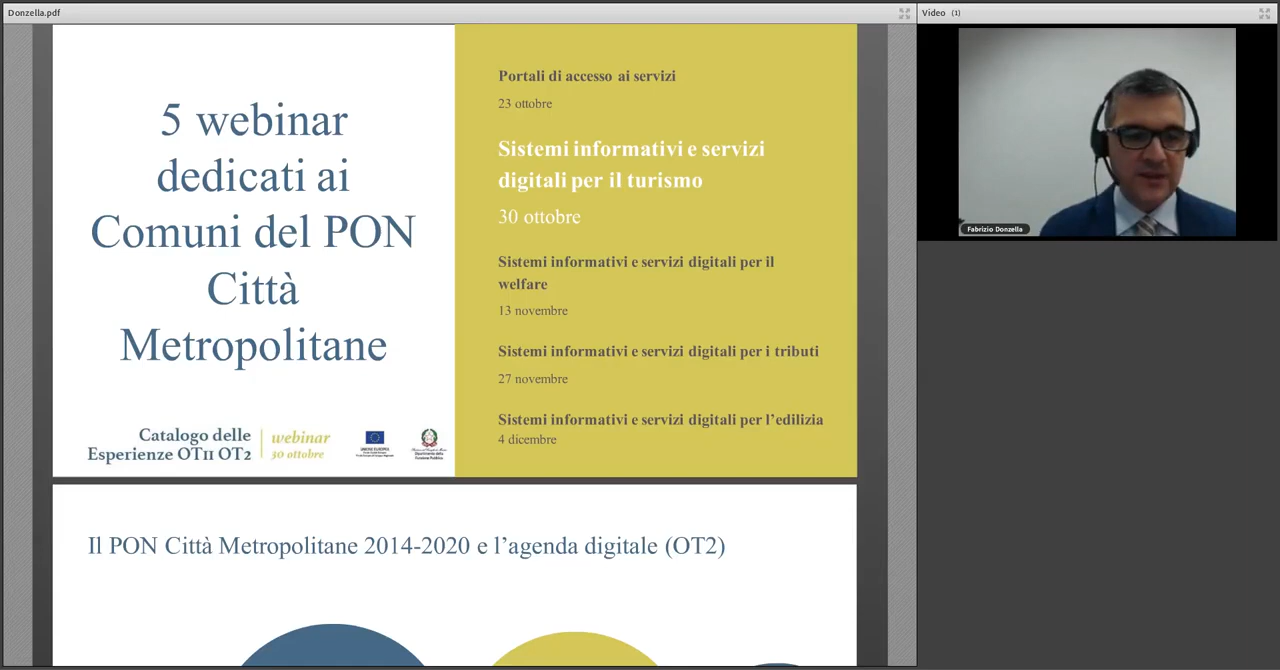 Donzella.pdf
Video (1)
5 webinar
dedicati ai
Comuni del PON
Città
Metropolitane
Catalogo delle
Esperienze OT11 OT2
webinar
30 ottobre
UNIONE EUROPEA
Portali di accesso ai servizi
23 ottobre
Sistemi informativi e servizi
digitali per il turismo
30 ottobre
Sistemi informativi e servizi digitali per il
welfare
13 novembre
Sistemi informativi e servizi digitali per i tributi
27 novembre
Sistemi informativi e servizi digitali per l’edilizia
4 dicembre
Il PON Città Metropolitane 2014-2020 e l’agenda digitale (OT2)
Fabrizio Donzella